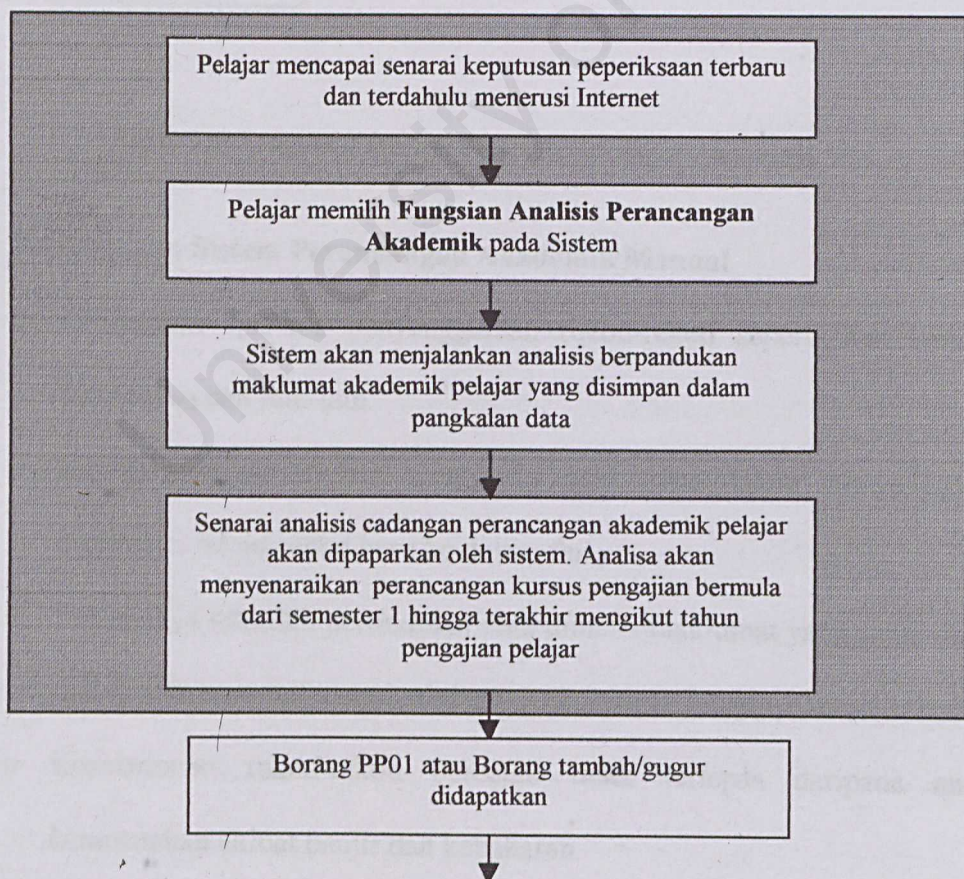 Pelajar mencapai senarai keputusan peperiksaan terbaru
dan terdahulu menerusi Internet
Pelajar memilih Fungsian Analisis Perancangan
Akademik pada Sistem
Sistem akan menjalankan analisis berpandukan
maklumat akademik pelajar yang disimpan dalam
pangkalan data
Senarai analisis cadangan perancangan akademik pelajar
akan dipaparkan oleh sistem. Analisa akan
menyenaraikan perancangan kursus pengajian bermula
dari semester 1 hingga terakhir mengikut tahun
pengajian pelajar
Borang PP01 atau Borang tambah/gugur
didapatkan
University of